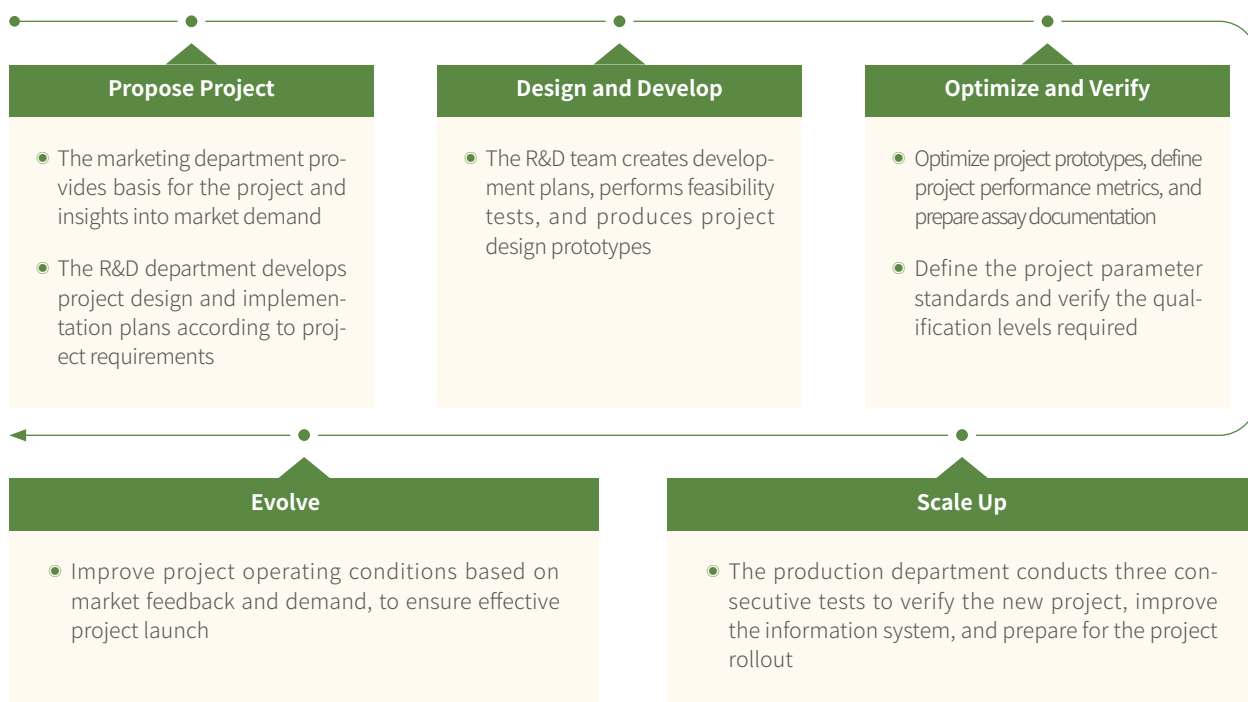 Propose Project
The marketing department pro-
vides basis for the project and
insights into market demand
The R&D department develops
project design and implemen-
tation plans according to proj-
ect requirements
Design and Develop
The R&D team creates develop-
ment plans, performs feasibility
tests, and produces project
design prototypes
Optimize and Verify
Optimize project prototypes, define
project performance metrics, and
prepare assay documentation
Define the project parameter
standards and verify the qual-
ification levels required
Scale Up
The production department conducts three con-
secutive tests to verify the new project, improve
the information system, and prepare for the project
rollout
Evolve
Improve project operating conditions based on
market feedback and demand, to ensure effective
project launch